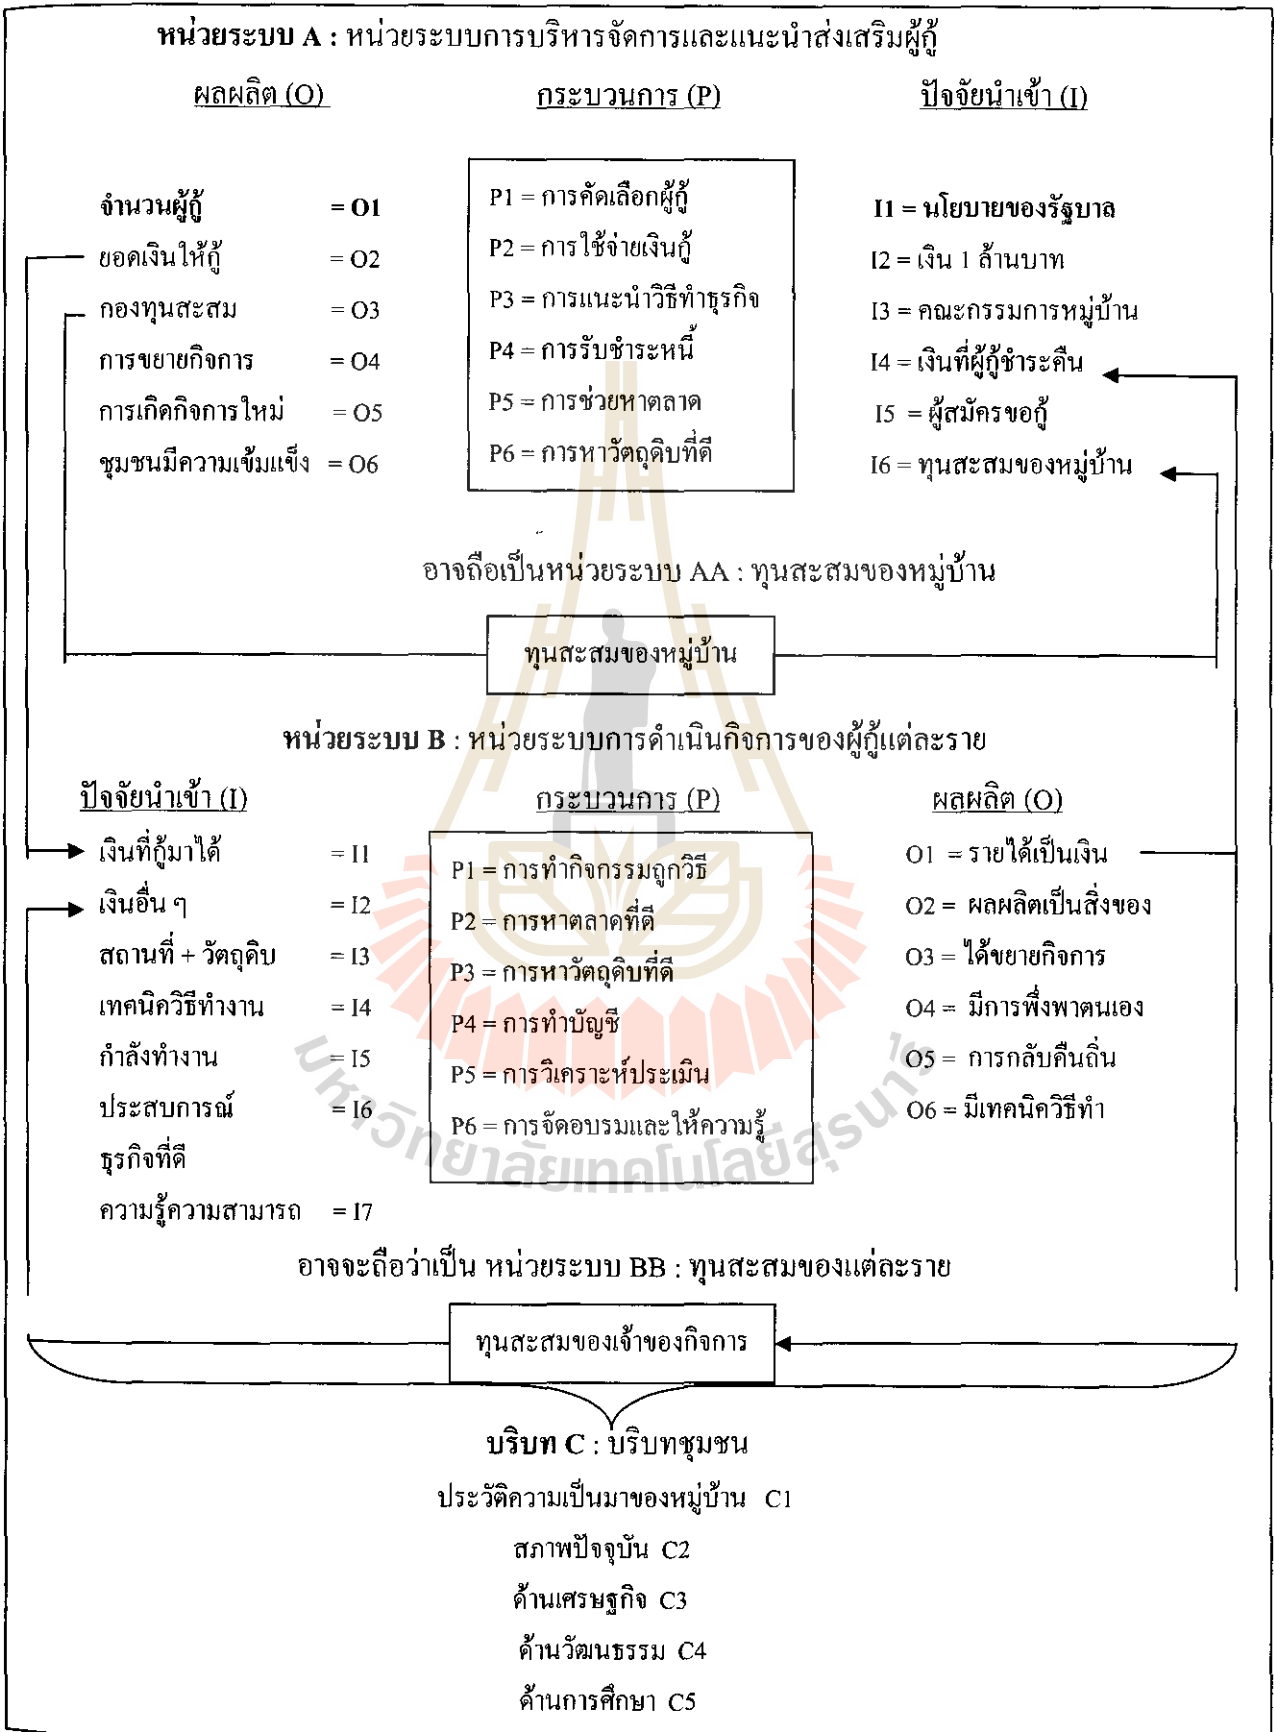 หน่วยระบบ A : หน่วยระบบการบริหารจัดการและแนะนำส่งเสริมผู้กู้
ผลผลิต (O) กระบวนการ (P) ปัจจัยนำเข้า (I)
จำนวนผู้กู้ = O1
ยอดเงินให้กู้ = O2
กองทุนสะสม = O3
การขยายกิจการ = O4
การเกิดกิจการใหม่ = O5
ชุมชนมีความเข้มแข็ง = O6
P1 = การคัดเลือกผู้กู้
P2 = การใช้จ่ายเงินกู้
P3 = การแนะนำวิธีทำธุรกิจ
P4 = การรับชำระหนี้
P5 = การช่วยหาตลาด
P6 = การหาวัตถุดิบที่ดี
I1 = นโยบายของรัฐบาล
I2 = เงิน 1 ล้านบาท
I3 = คณะกรรมการหมู่บ้าน
I4 = เงินที่ผู้กู้ชำระคืน
I5 = ผู้สมัครขอกู้
I6 = ทุนสะสมของหมู่บ้าน
อาจถือเป็นหน่วยระบบ AA : ทุนสะสมของหมู่บ้าน
ทุนสะสมของหมู่บ้าน
หน่วยระบบ B : หน่วยระบบการดำเนินกิจการของผู้กู้แต่ละราย
ปัจจัยนำเข้า (I) กระบวนการ (P) ผลผลิต (O)
เงินที่กู้มาได้ = I1
เงินอื่น ๆ = I2
สถานที่ + วัตถุดิบ = I3
เทคนิควิธีทำงาน = I4
กำลังทำงาน = I5
ประสบการณ์ = I6
ธุรกิจที่ดี
ความรู้ความสามารถ = I7
P1 = การทำกิจกรรมถูกวิธี
P2 = การหาตลาดที่ดี
P3 = การหาวัตถุดิบที่ดี
P4 = การทำบัญชี
P5 = การวิเคราะห์ประเมิน
P6 = การจัดอบรมและให้ความรู้
O1 = รายได้เป็นเงิน
O2 = ผลผลิตเป็นสิ่งของ
O3 = ได้ขยายกิจการ
O4 = มีการพึ่งพาตนเอง
O5 = การกลับคืนถิ่น
O6 = มีเทคนิควิธีทำ
มหาวิทยาลัยเทคโนโลยีสุรนารี
อาจจะถือว่าเป็น หน่วยระบบ BB : ทุนสะสมของแต่ละราย
ทุนสะสมของเจ้าของกิจการ
บริบท C : บริบทชุมชน
ประวัติความเป็นมาของหมู่บ้าน C1
สภาพปัจจุบัน C2
ด้านเศรษฐกิจ C3
ด้านวัฒนธรรม C4
ด้านการศึกษา C5